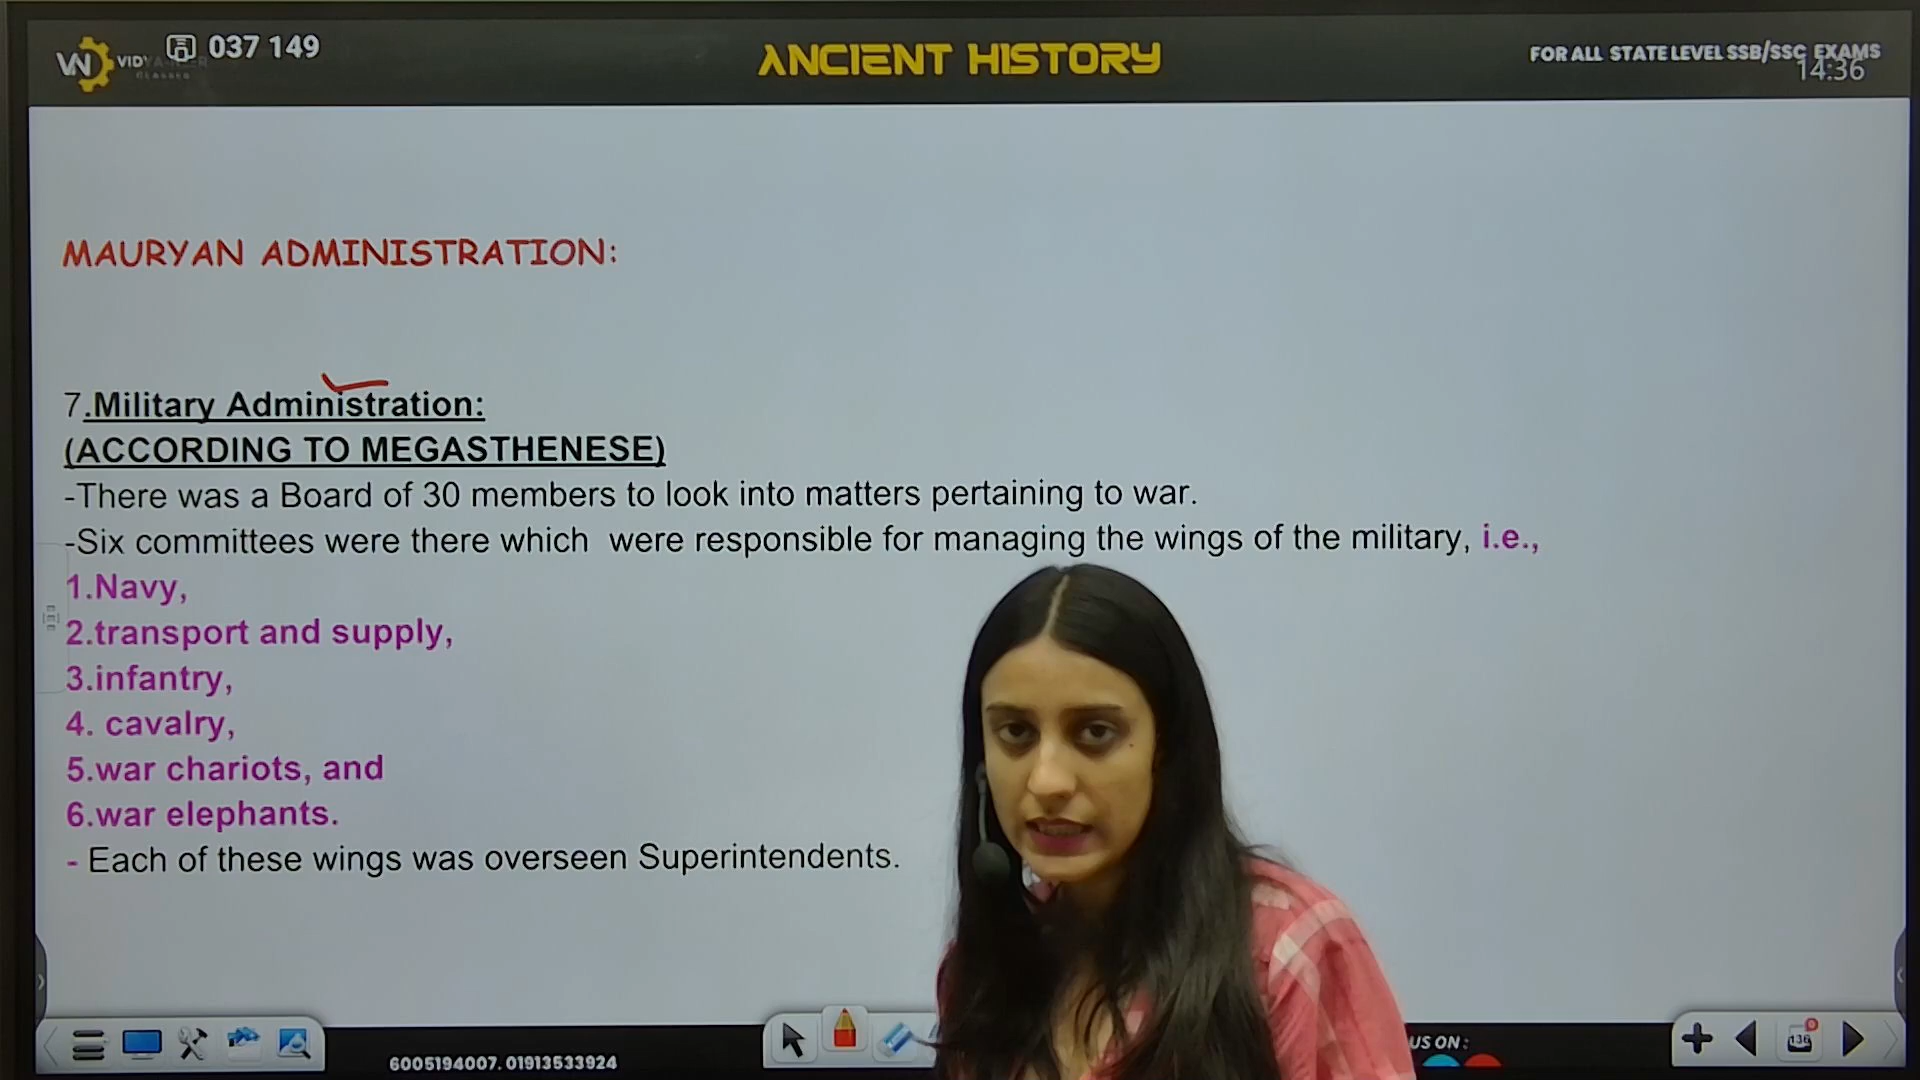 VN VIDYA
CLASSES
037 149
ANCIENT HISTORY
FOR ALL STATE LEVEL SSB/SSC EXAMS
14:36
MAURYAN ADMINISTRATION:
7.Military Administration:
(ACCORDING TO MEGASTHENESE)
-There was a Board of 30 members to look into matters pertaining to war.
-Six committees were there which were responsible for managing the wings of the military, i.e.,
1.Navy,
2.transport and supply,
3.infantry,
4. cavalry,
5.war chariots, and
6.war elephants.
- Each of these wings was overseen Superintendents.
6005194007. 01913533924
US ON :
136